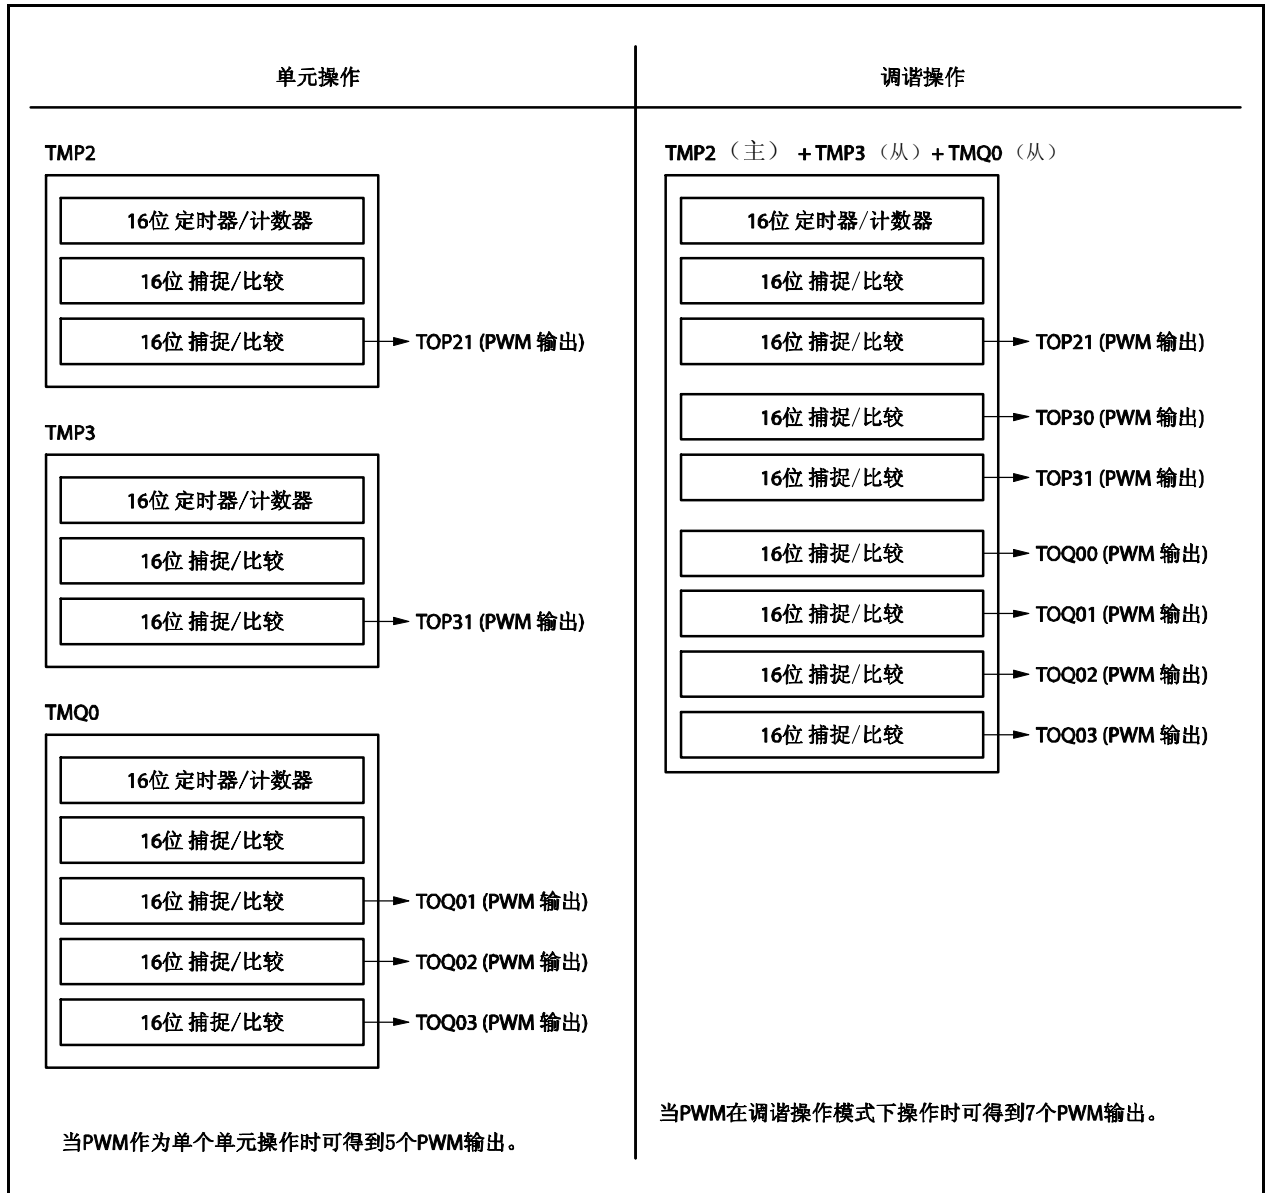 单元操作
TMP2
16位 定时器/计数器
16位 捕捉/比较
16位 捕捉/比较
TOP21 (PWM 输出)
TMP3
16位 定时器/计数器
16位 捕捉/比较
16位 捕捉/比较
TOP31 (PWM 输出)
TMQ0
16位 定时器/计数器
16位 捕捉/比较
16位 捕捉/比较
TOQ01 (PWM 输出)
16位 捕捉/比较
TOQ02 (PWM 输出)
16位 捕捉/比较
TOQ03 (PWM 输出)
当PWM作为单个单元操作时可得到5个PWM输出。
调谐操作
TMP2（主） + TMP3（从）+ TMQ0（从）
16位 定时器/计数器
16位 捕捉/比较
16位 捕捉/比较
TOP21 (PWM 输出)
16位 捕捉/比较
TOP30 (PWM 输出)
16位 捕捉/比较
TOP31 (PWM 输出)
16位 捕捉/比较
TOQ00 (PWM 输出)
16位 捕捉/比较
TOQ01 (PWM 输出)
16位 捕捉/比较
TOQ02 (PWM 输出)
16位 捕捉/比较
TOQ03 (PWM 输出)
当PWM在调谐操作模式下操作时可得到7个PWM输出。